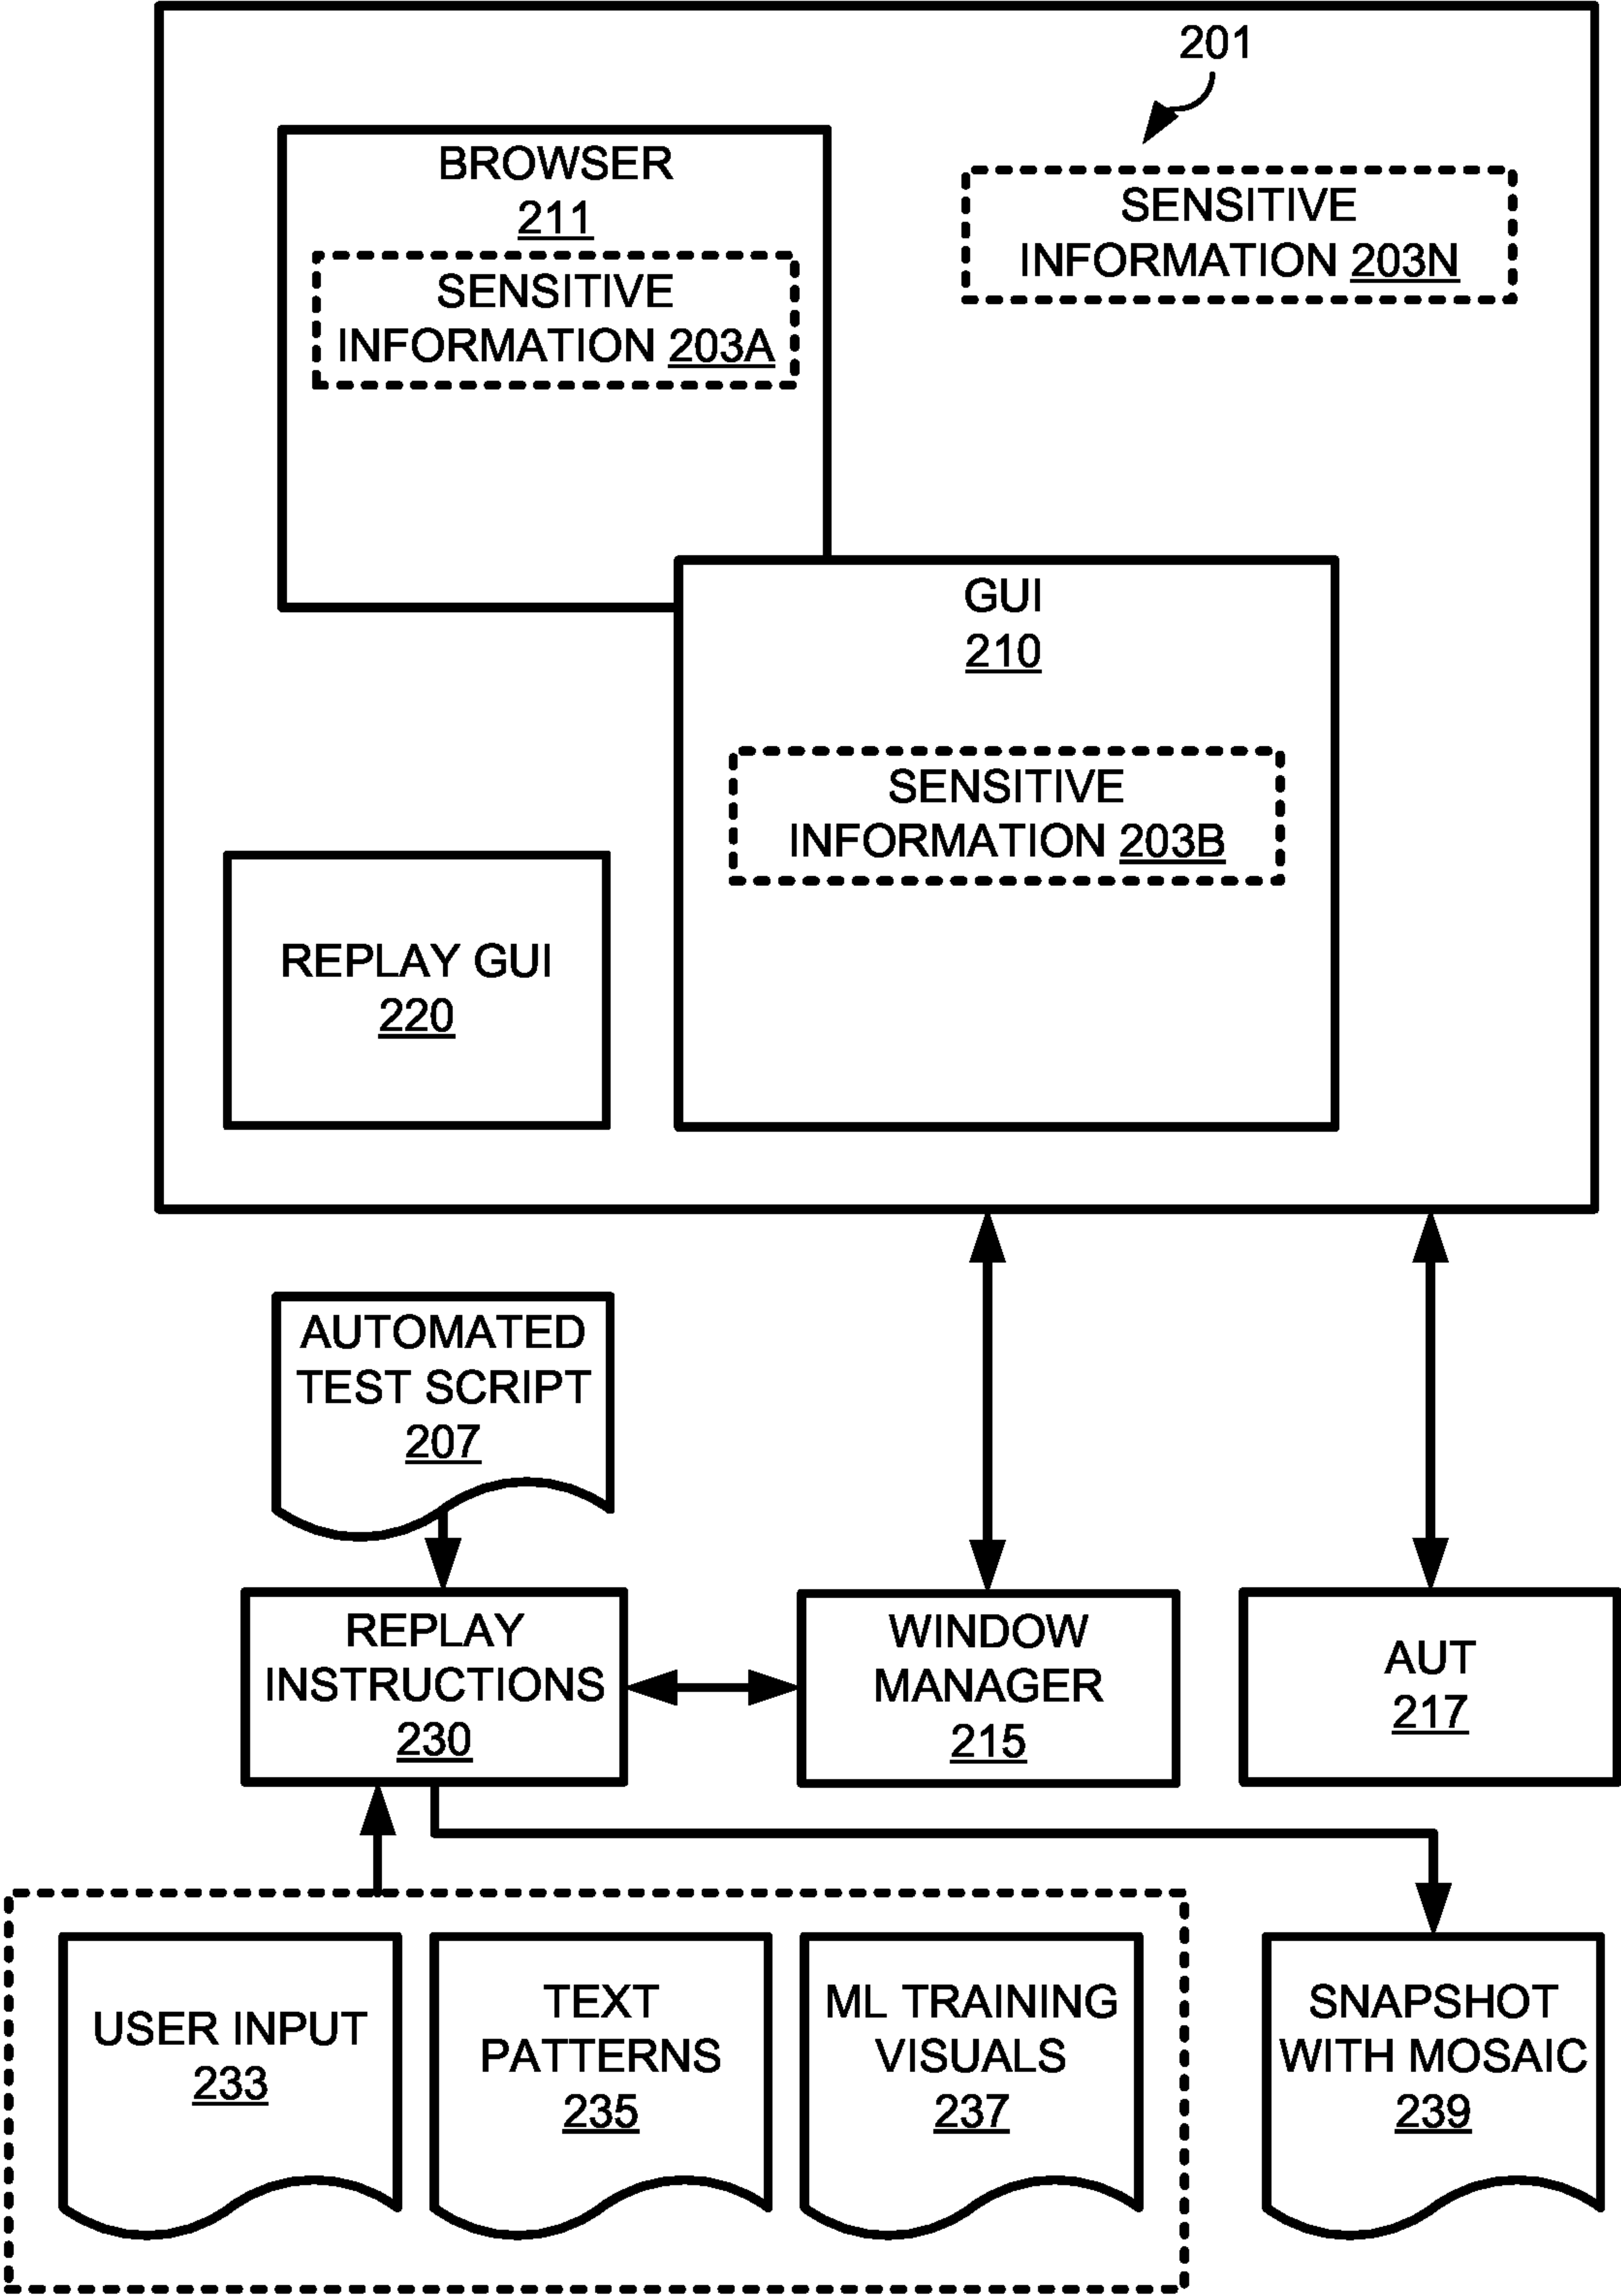 201
BROWSER
211
SENSITIVE
INFORMATION 203A
SENSITIVE
INFORMATION 203N
GUI
210
SENSITIVE
INFORMATION 203B
REPLAY GUI
220
AUTOMATED
TEST SCRIPT
207
REPLAY
INSTRUCTIONS
230
WINDOW
MANAGER
215
AUT
217
USER INPUT
233
TEXT
PATTERNS
235
ML TRAINING
VISUALS
237
SNAPSHOT
WITH MOSAIC
239